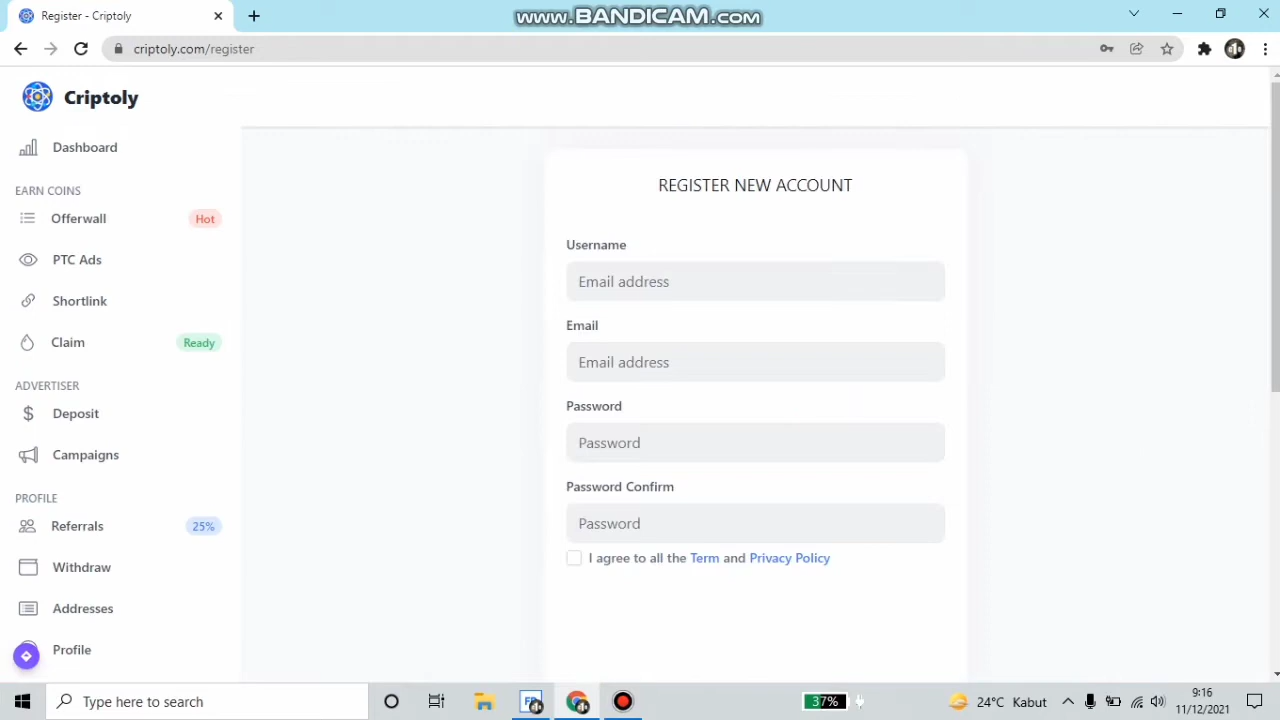 Register - Criptoly
www.BANDICAM.com
criptoly.com/register
Criptoly
Dashboard
EARN COINS
Offerwall
Hot
PTC Ads
Shortlink
Claim
Ready
ADVERTISER
Deposit
Campaigns
PROFILE
Referrals
25%
Withdraw
Addresses
Profile
REGISTER NEW ACCOUNT
Username
Email address
Email
Email address
Password
Password
Password Confirm
Password
I agree to all the Term and Privacy Policy
Type here to search
37%
24°C Kabut
9:16
11/12/2021